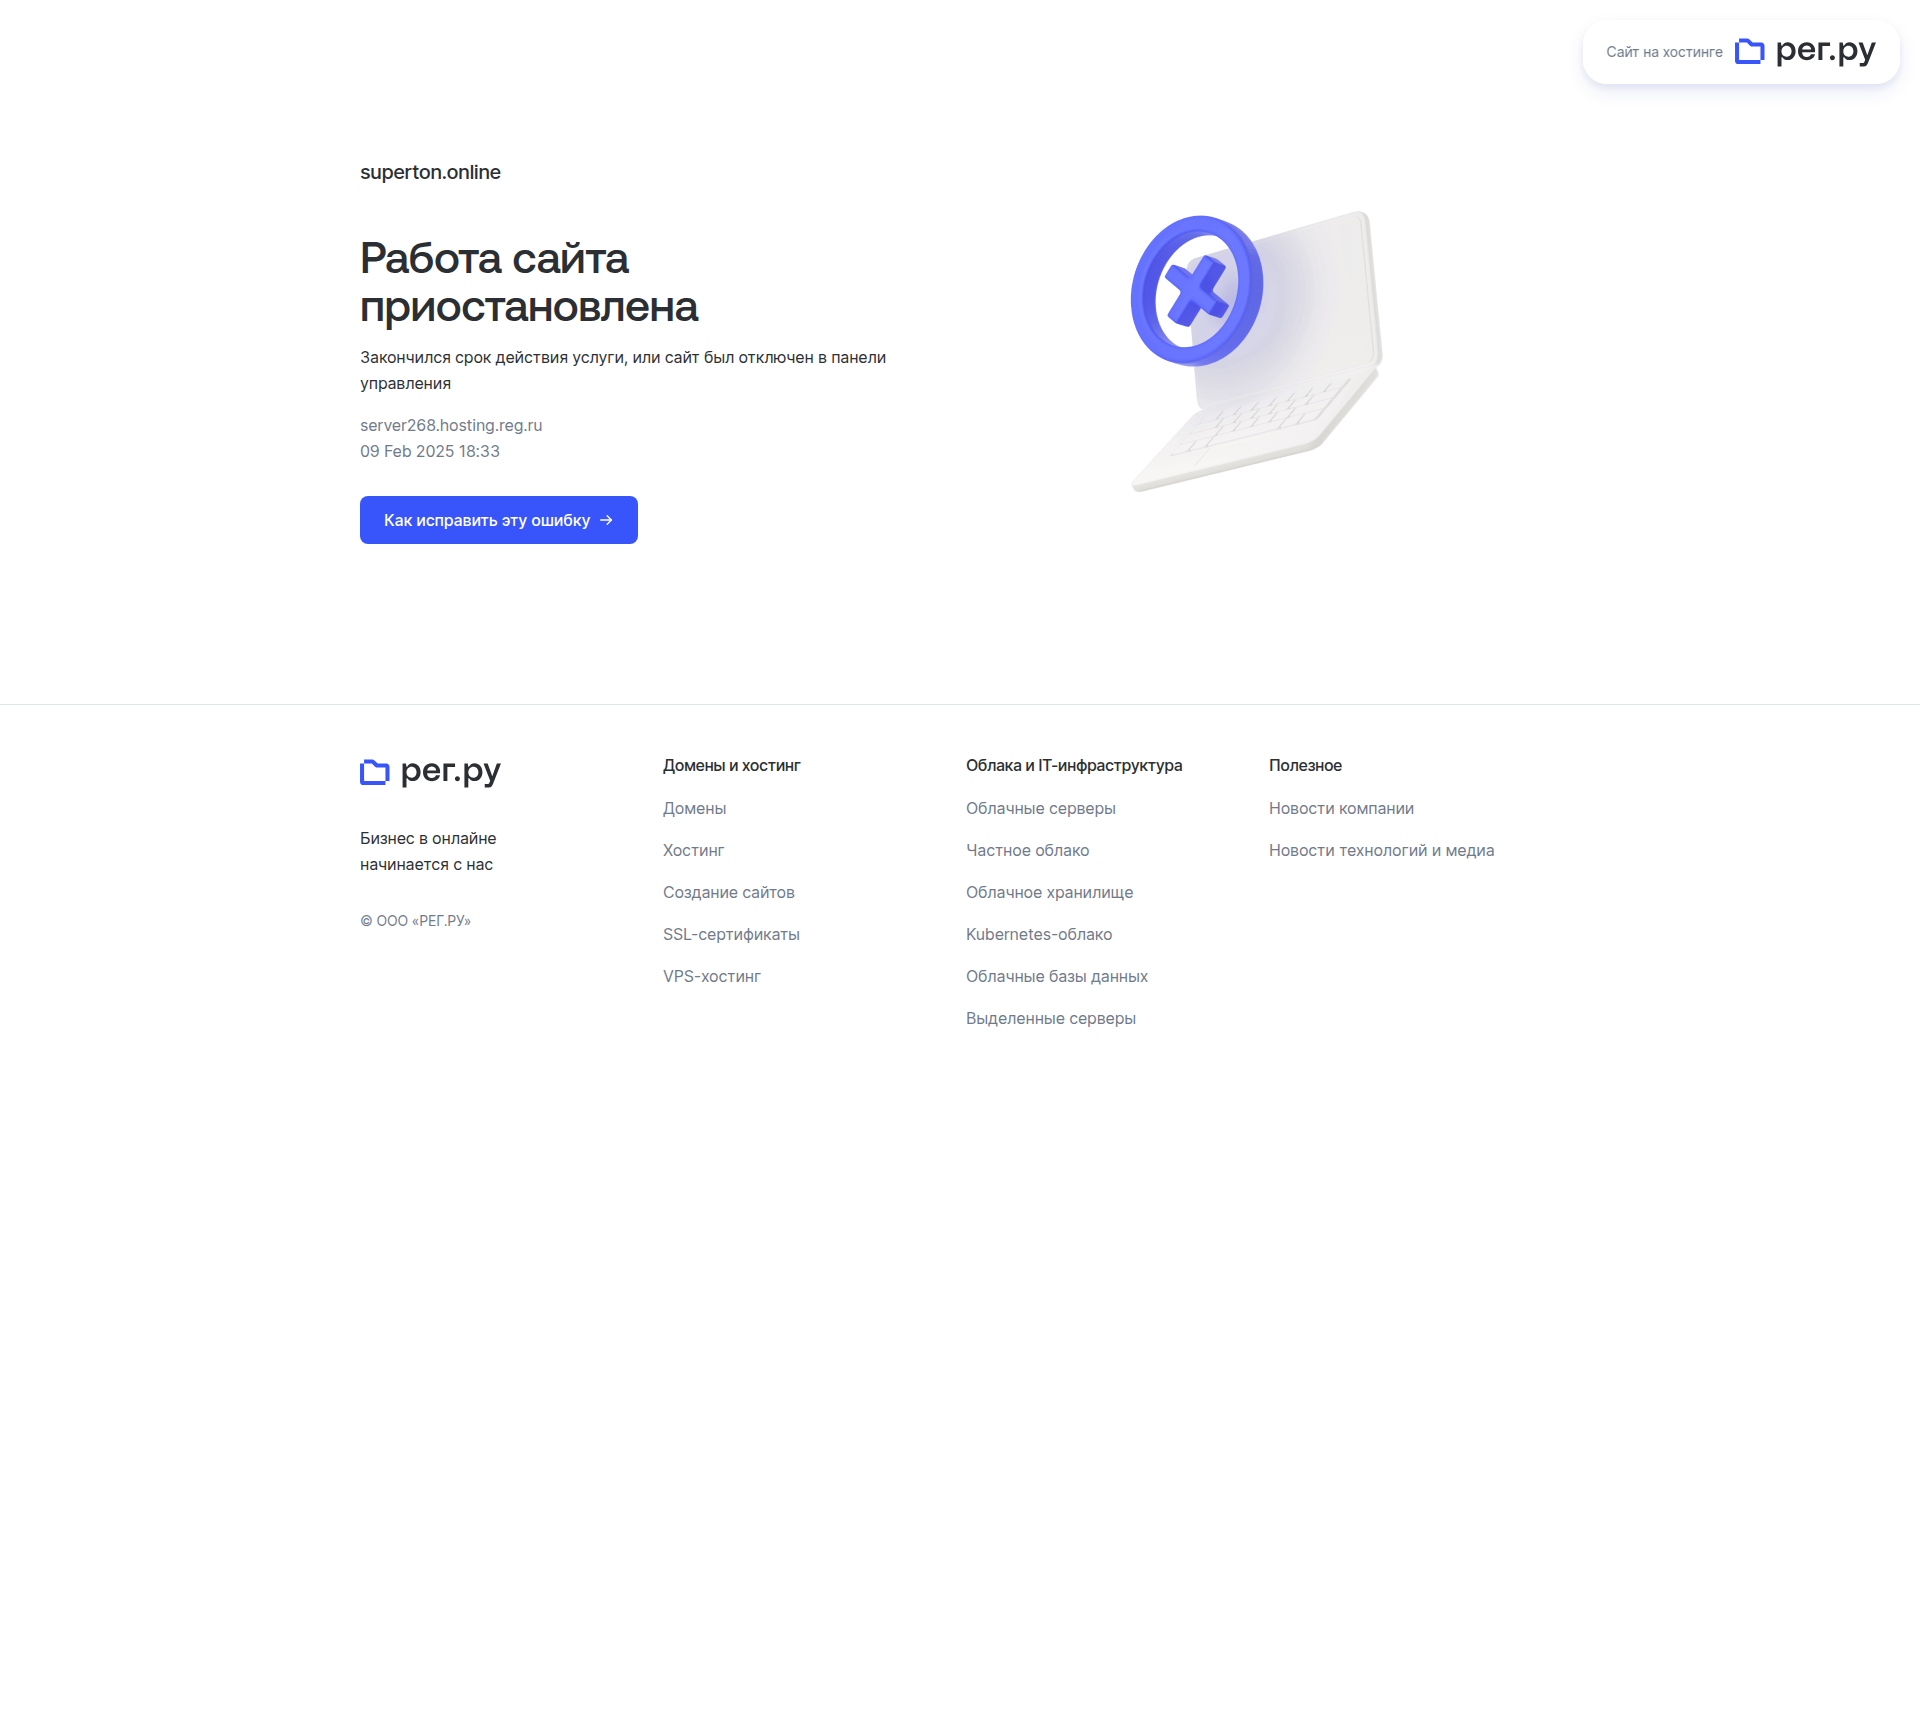 Сайт на хостинге рег.ру
superton.online
Работа сайта
приостановлена
Закончился срок действия услуги, или сайт был отключен в панели
управления
server268.hosting.reg.ru
09 Feb 2025 18:33
Как исправить эту ошибку →
рег.ру
Бизнес в онлайне
начинается с нас
© ООО «РЕГ.РУ»
Домены и хостинг
Домены
Хостинг
Создание сайтов
SSL-сертификаты
VPS-хостинг
Облака и IT-инфраструктура
Облачные серверы
Частное облако
Облачное хранилище
Kubernetes-облако
Облачные базы данных
Выделенные серверы
Полезное
Новости компании
Новости технологий и медиа